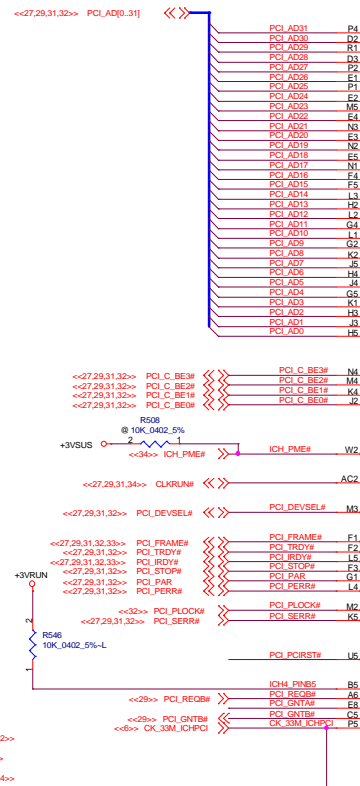 <<27,29,31,32>> PCI_AD[0..31]
PCI_AD31 P4
PCI_AD30 D2
PCI_AD29 R1
PCI_AD28 D3
PCI_AD27 P2
PCI_AD26 E1
PCI_AD25 P1
PCI_AD24 E2
PCI_AD23 M5
PCI_AD22 E4
PCI_AD21 N3
PCI_AD20 E3
PCI_AD19 N2
PCI_AD18 E5
PCI_AD17 N1
PCI_AD16 F4
PCI_AD15 F5
PCI_AD14 L3
PCI_AD13 H2
PCI_AD12 L2
PCI_AD11 G4
PCI_AD10 L1
PCI_AD9 G2
PCI_AD8 K2
PCI_AD7 J5
PCI_AD6 H4
PCI_AD5 J4
PCI_AD4 G5
PCI_AD3 K1
PCI_AD2 H3
PCI_AD1 J3
PCI_AD0 H5
<<27,29,31,32>> PCI_C_BE3# PCI_C_BE3# N4
<<27,29,31,32>> PCI_C_BE2# PCI_C_BE2# M4
<<27,29,31,32>> PCI_C_BE1# PCI_C_BE1# K4
<<27,29,31,32>> PCI_C_BE0# PCI_C_BE0# J2
R508
@ 10K_0402_5%
+3VSUS 2 1
<<34>> ICH_PME# ICH_PME# W2
<<27,29,31,34>> CLKRUN# AC2
<<27,29,31,32>> PCI_DEVSEL# PCI_DEVSEL# M3
<<27,29,31,32,33>> PCI_FRAME# PCI_FRAME# F1
<<27,29,31,32>> PCI_TRDY# PCI_TRDY# F2
<<27,29,31,32,33>> PCI_IRDY# PCI_IRDY# L5
<<27,29,31,32>> PCI_STOP# PCI_STOP# F3
<<27,29,31,32>> PCI_PAR PCI_PAR G1
<<27,29,31,32>> PCI_PERR# PCI_PERR# L4
+3VRUN
<<32>> PCI_PLOCK# PCI_PLOCK# M2
<<27,29,31,32>> PCI_SERR# PCI_SERR# K5
2
R546
10K_0402_5%~L
1
PCI_PCIRST# U5
ICH4_PINB5 B5
<<29>> PCI_REQB# PCI_REQB# A6
PCI_GNTA# E8
<<29>> PCI_GNTB# PCI_GNTB# C5
<<6>> CK_33M_ICHPCI CK_33M_ICHPCI P5
2>>
>
4>>